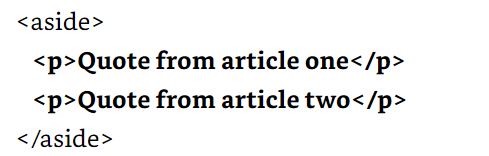 <aside>
<p>Quote from article one</p>
<p>Quote from article two</p>
</aside>